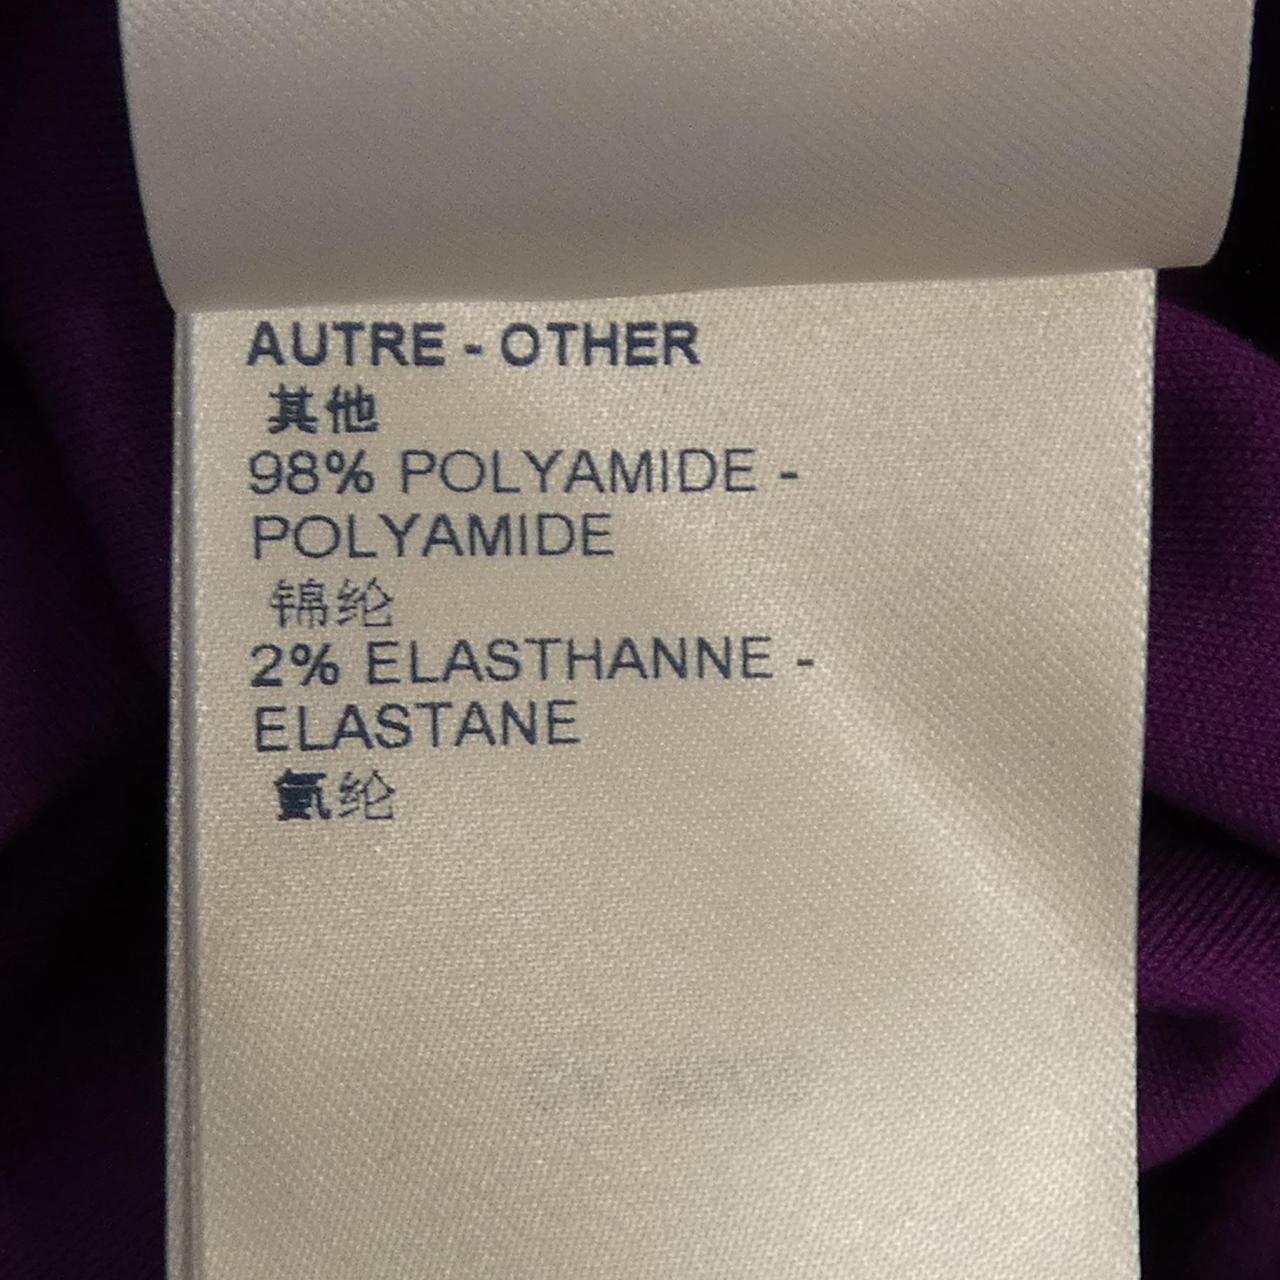 AUTRE - OTHER
其他
98% POLYAMIDE -
POLYAMIDE
锦纶
2% ELASTHANNE -
ELASTANE
氨纶